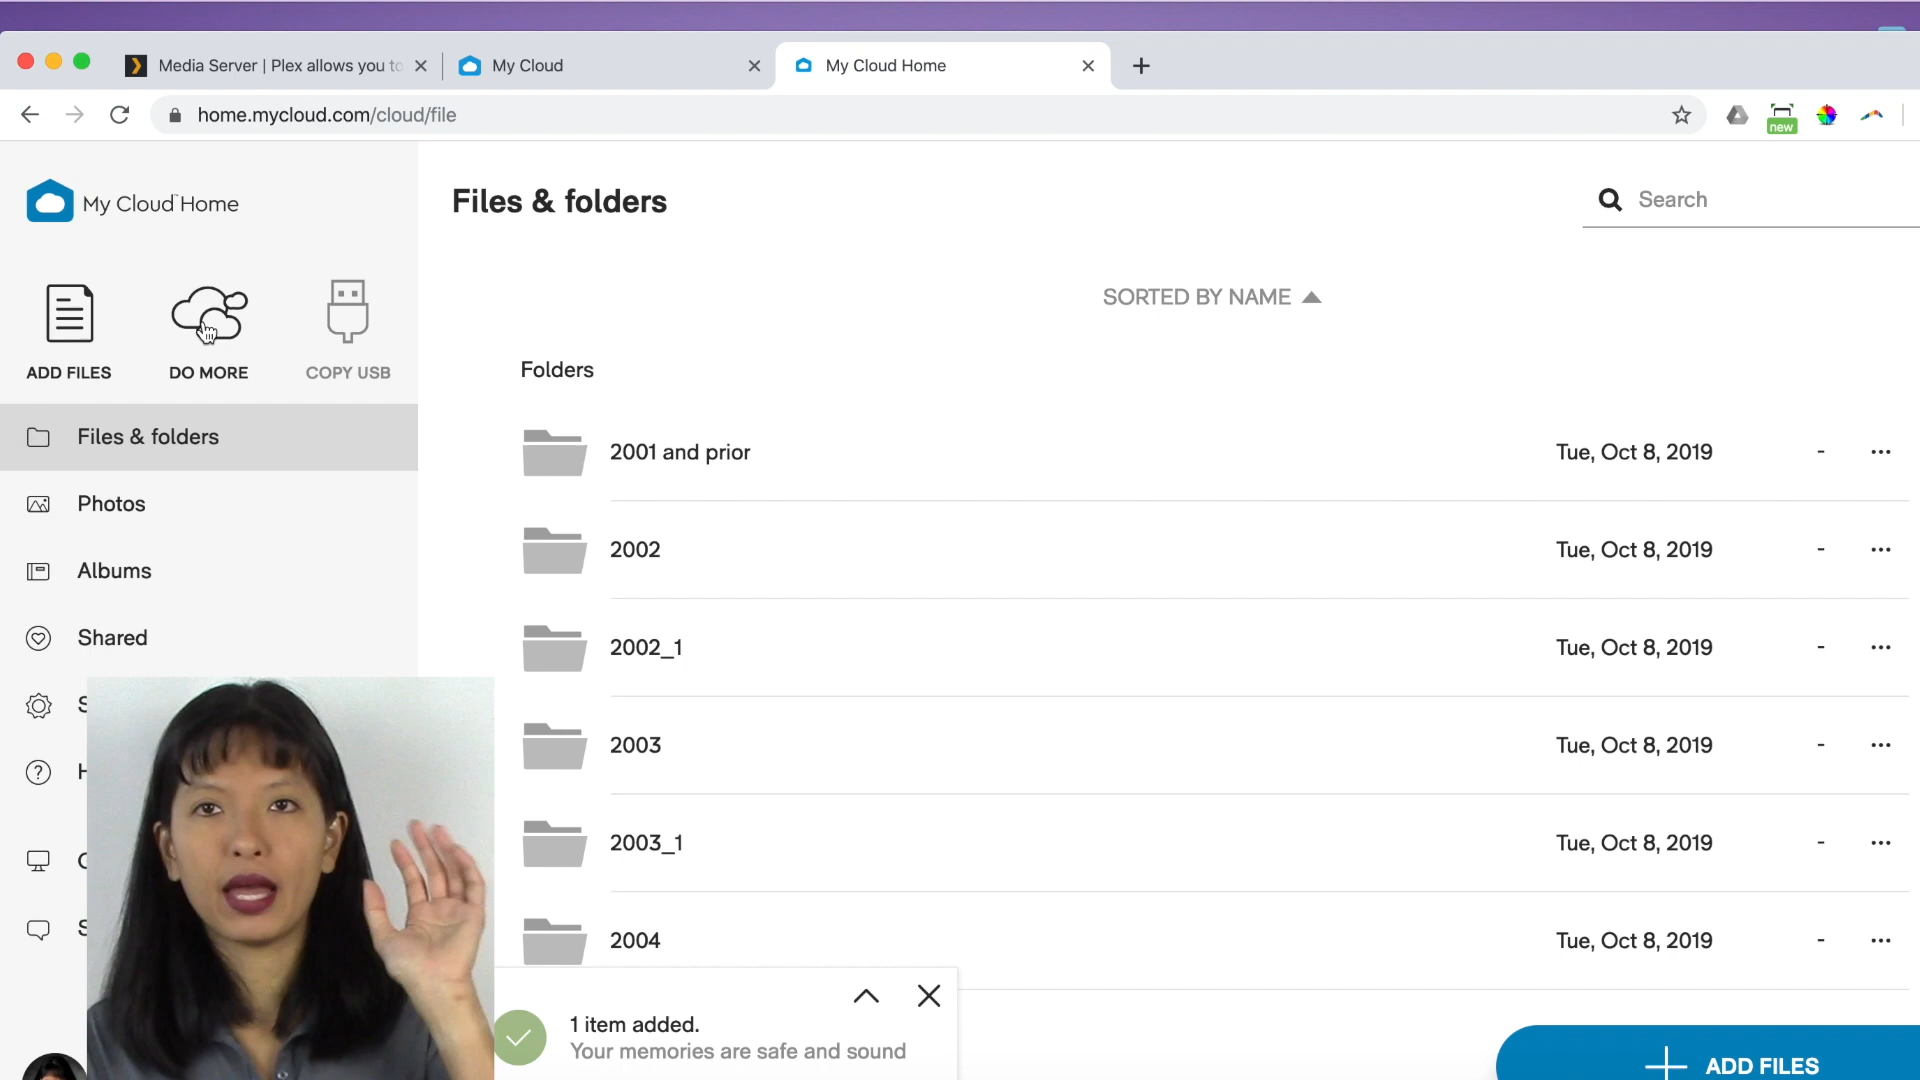 Media Server | Plex allows you to
My Cloud
My Cloud Home
home.mycloud.com/cloud/file
new
My Cloud™Home
Files & folders
Search
ADD FILES
DO MORE
COPY USB
SORTED BY NAME
Folders
Files & folders
Photos
Albums
Shared
2001 and prior Tue, Oct 8, 2019 -
2002 Tue, Oct 8, 2019 -
2002_1 Tue, Oct 8, 2019 -
2003 Tue, Oct 8, 2019 -
2003_1 Tue, Oct 8, 2019 -
2004 Tue, Oct 8, 2019 -
1 item added.
Your memories are safe and sound
ADD FILES